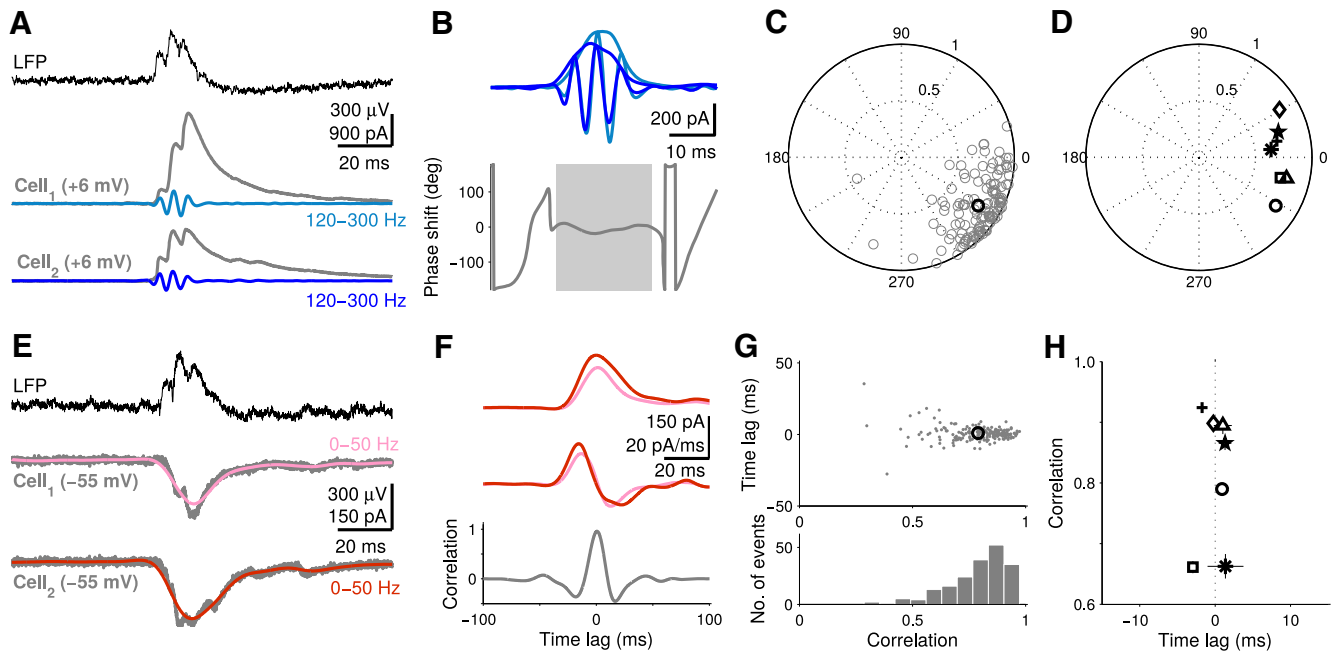 A
LFP
300 µV
900 pA
20 ms
Cell1 (+6 mV)
120−300 Hz
Cell2 (+6 mV)
120−300 Hz
B
200 pA
10 ms
Phase shift (deg)
100
0
−100
C
90
1
0.5
180
0
270
D
90
1
0.5
180
0
270
E
LFP
0−50 Hz
Cell1 (−55 mV)
300 µV
150 pA
20 ms
Cell2 (−55 mV)
0−50 Hz
F
150 pA
20 pA/ms
20 ms
Correlation
1
0
−100
0
100
Time lag (ms)
G
Time lag (ms)
50
0
−50
0
0.5
1
No. of events
50
0
0
0.5
1
Correlation
H
Correlation
1.0
0.8
0.6
−10
0
10
Time lag (ms)